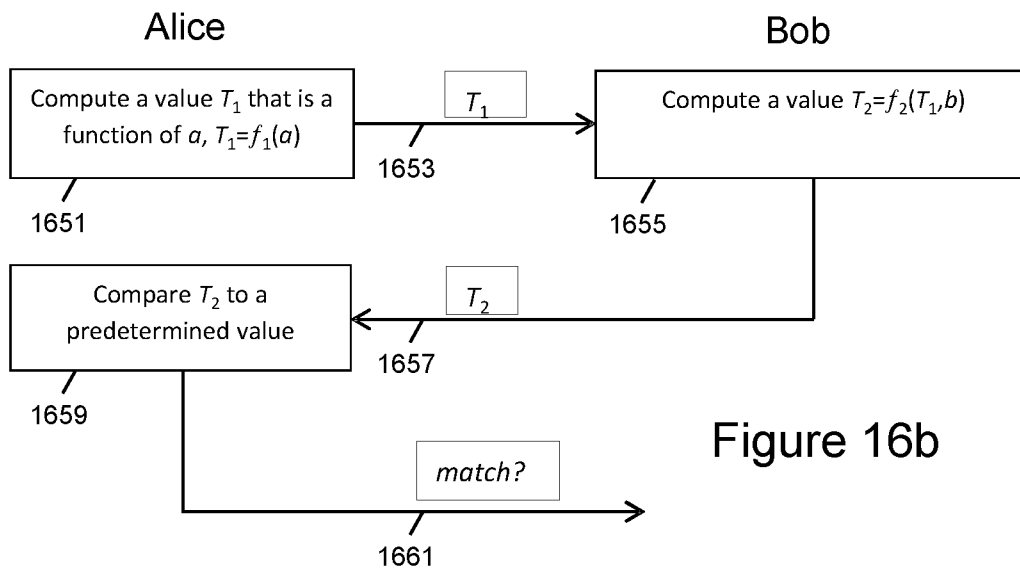 Alice
Bob
Compute a value T₁ that is a
function of a, T₁=f₁(a)
T₁
Compute a value T₂=f₂(T₁,b)
1653
1651
1655
Compare T₂ to a
predetermined value
T₂
1657
1659
Figure 16b
match?
1661